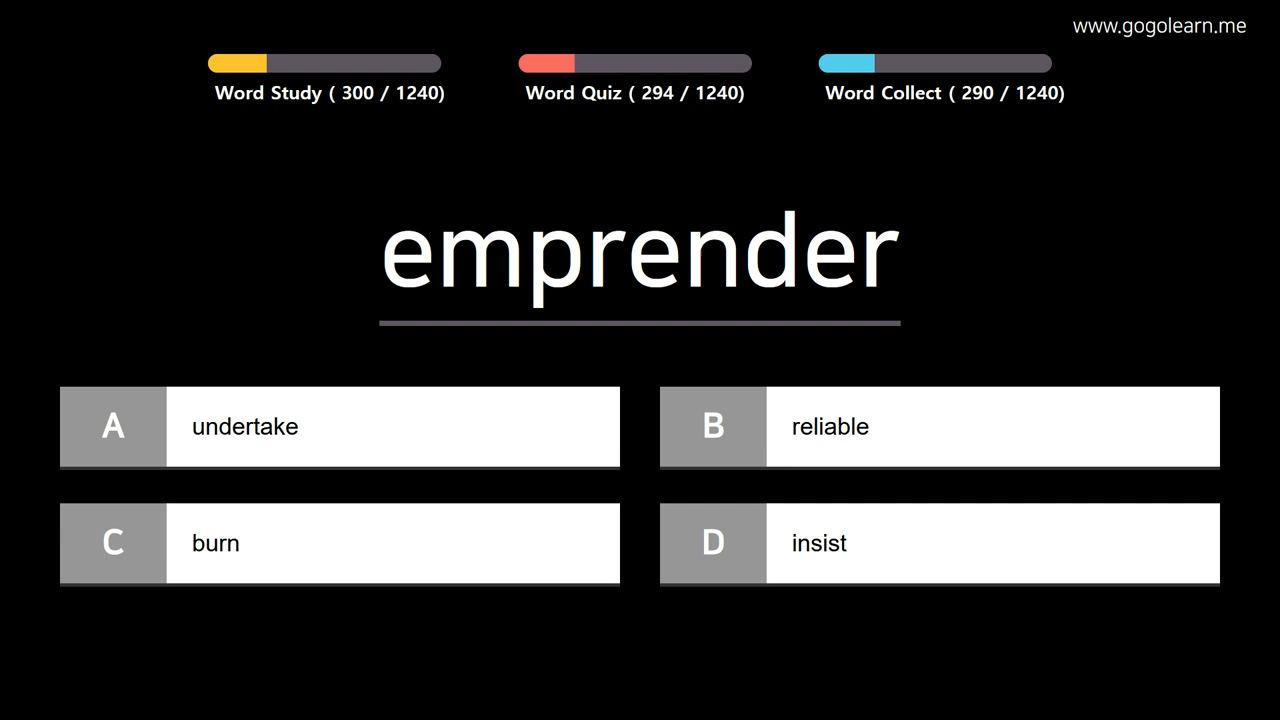 www.gogolearn.me
Word Study ( 300 / 1240)
Word Quiz ( 294 / 1240)
Word Collect ( 290 / 1240)
emprender
A undertake
B reliable
C burn
D insist